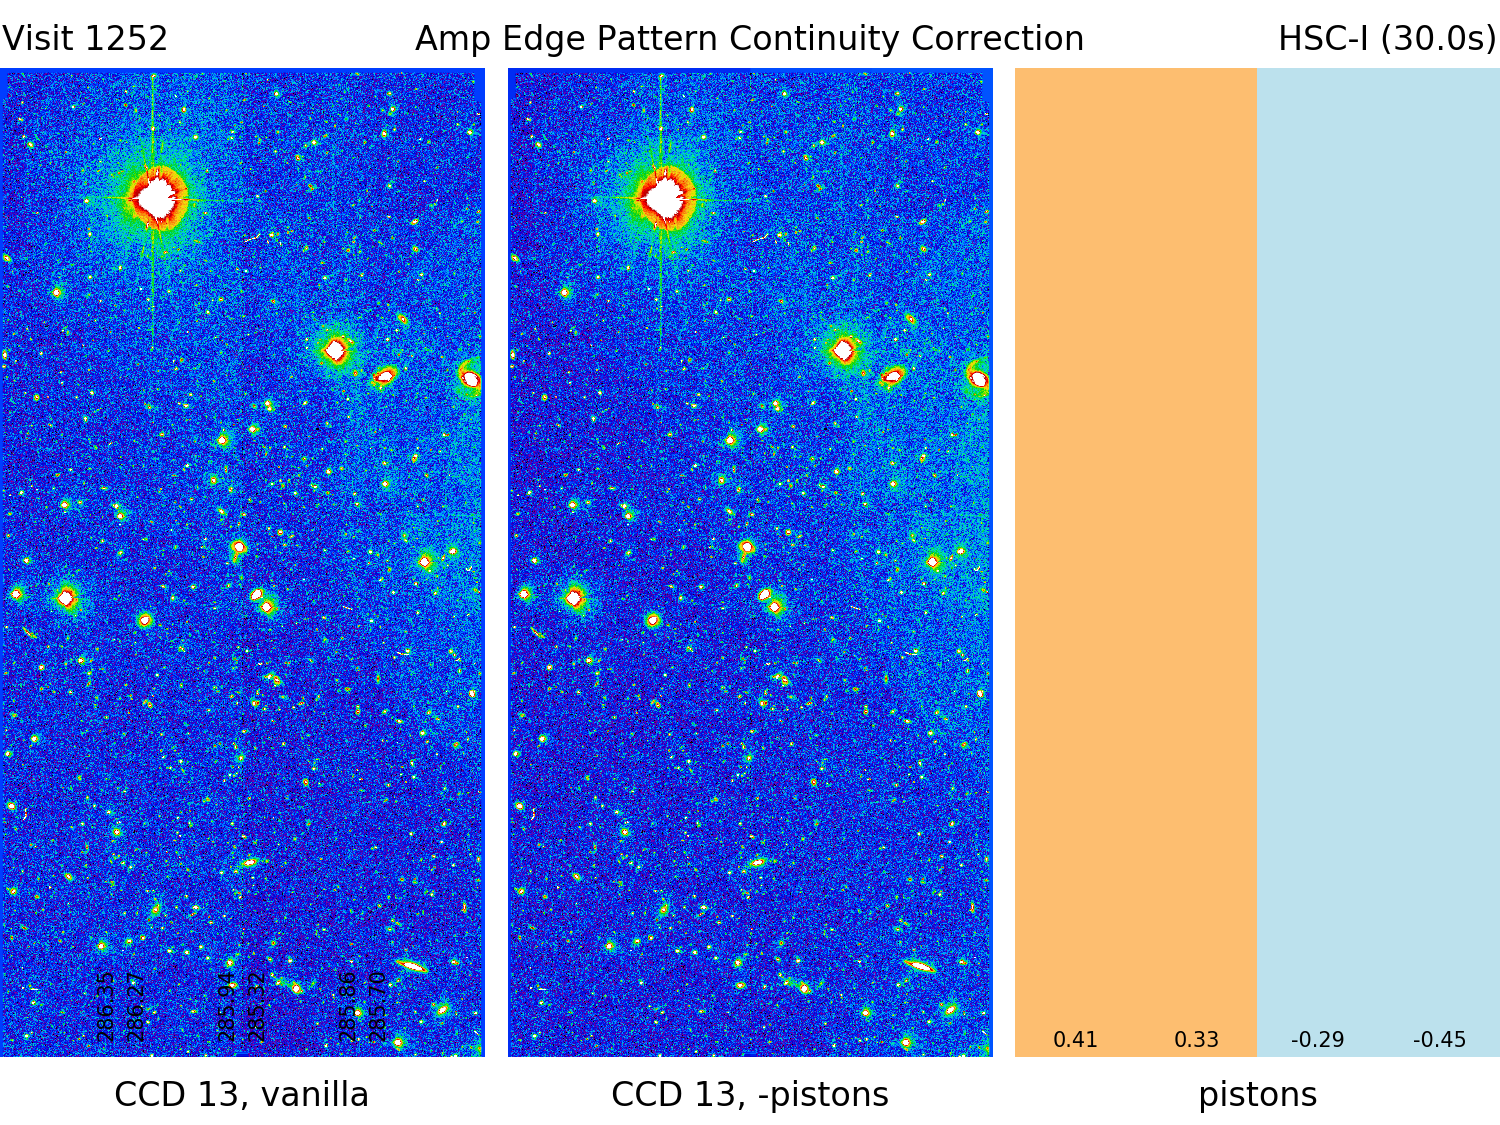 Visit 1252
Amp Edge Pattern Continuity Correction
HSC-I (30.0s)
286.35
286.27
285.94
285.32
285.86
285.70
0.41
0.33
-0.29
-0.45
CCD 13, vanilla
CCD 13, -pistons
pistons